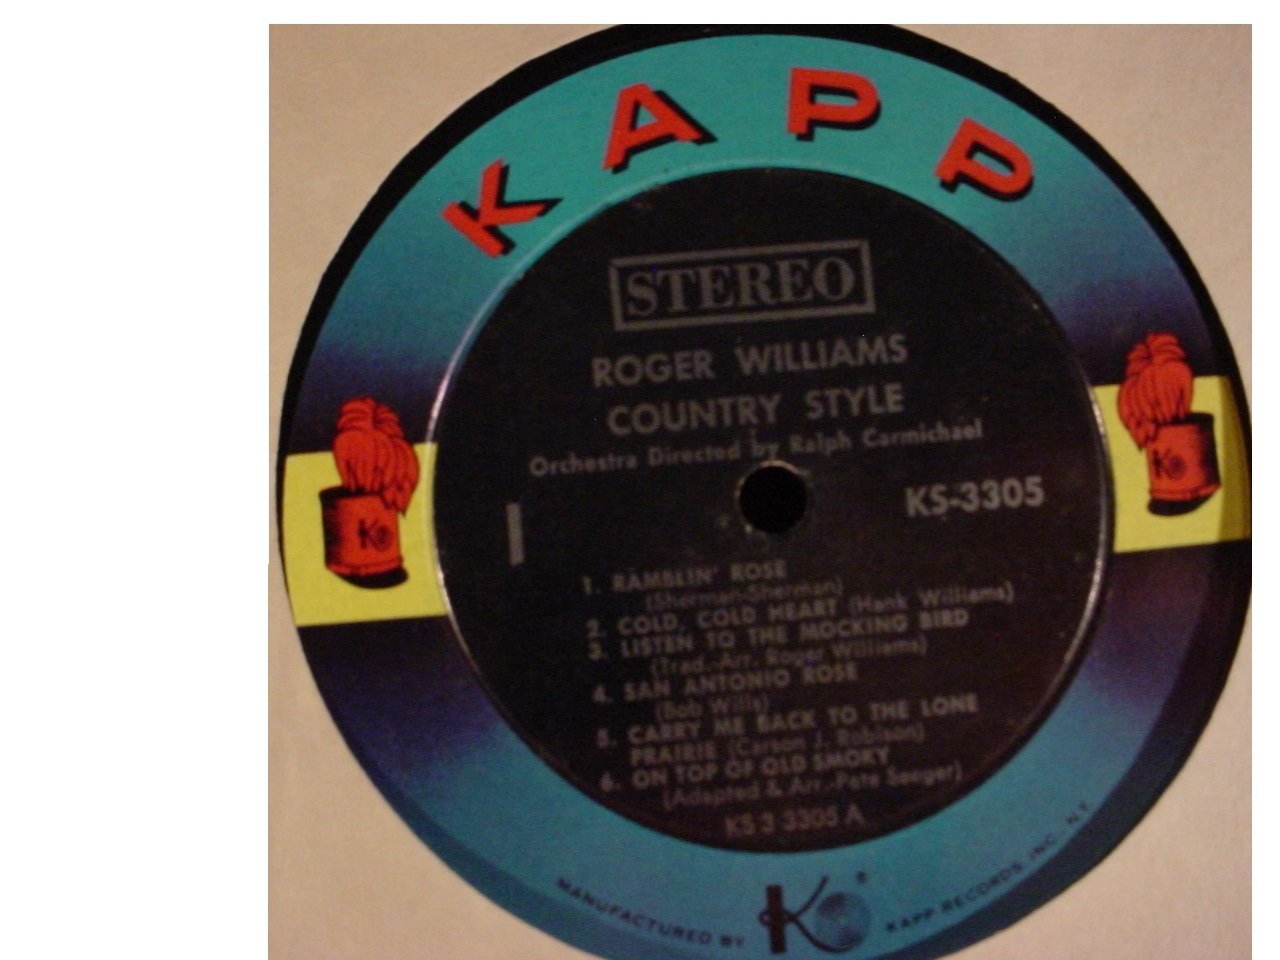 KAPP
STEREO
ROGER WILLIAMS
COUNTRY STYLE
Orchestra Directed by Ralph Carmichael
KS-3305
I
1. RAMBLIN' ROSE
(Sherman-Sherman)
2. COLD, COLD HEART (Hank Williams)
3. LISTEN TO THE MOCKING BIRD
(Trad.-Arr. Roger Williams)
4. SAN ANTONIO ROSE
(Bob Wills)
5. CARRY ME BACK TO THE LONE
PRAIRIE (Carson J. Robison)
6. ON TOP OF OLD SMOKY
(Adapted & Arr.-Pete Seeger)
KS 3 3305 A
MANUFACTURED BY K KAPP RECORDS, INC. N.Y.
K
K